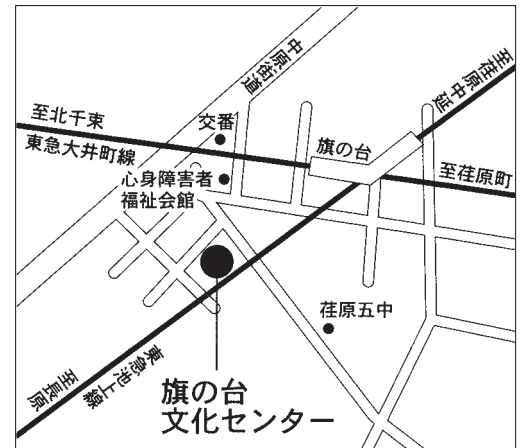 中原街道
至荏原中延
至北千束
交番
旗の台
東急大井町線
至荏原町
心身障害者
福祉会館
荏原五中
東急池上線
至長原
旗の台
文化センター